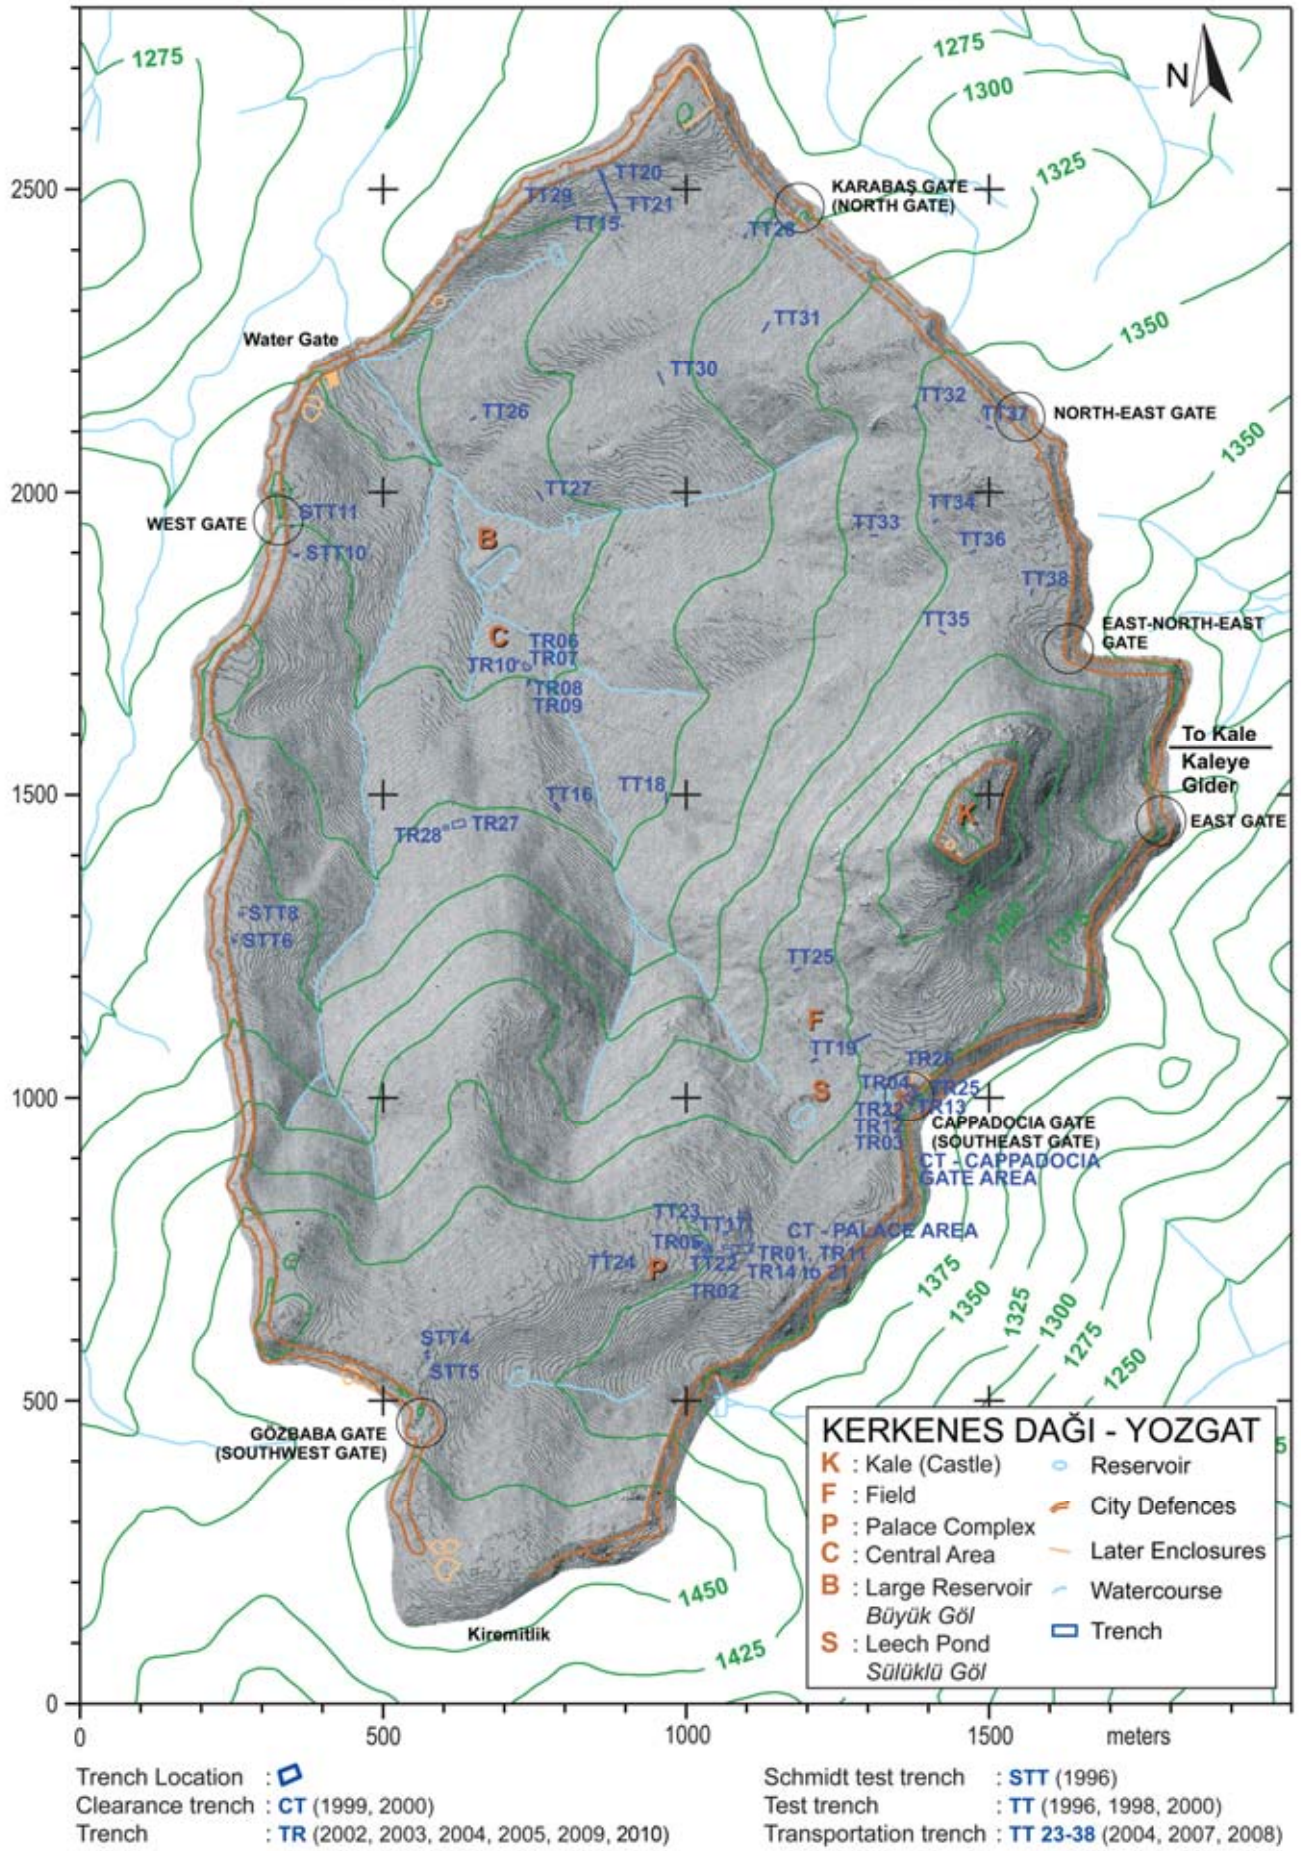 1275
1275
1300
N
1325
2500
TT20
TT29
TT21
TT15
KARABAŞ GATE
(NORTH GATE)
TT28
TT31
1350
Water Gate
TT30
TT32
TT26
TT37
NORTH-EAST GATE
1350
2000
TT27
TT34
STT11
WEST GATE
TT33
B
TT36
STT10
TT38
TT35
EAST-NORTH-EAST
GATE
C
TR06
TR10
TR07
TR08
TR09
To Kale
Kaleye
Gider
1500
TT18
TT16
K
EAST GATE
TR28
TR27
STT8
STT6
1400
1375
TT25
F
TT19
TR26
1000
S
TR04
TR25
TR22
TR13
TR12
TR03
CAPPADOCIA GATE
(SOUTHEAST GATE)
CT - CAPPADOCIA
GATE AREA
TT23
TT17
CT - PALACE AREA
TR05
TR01, TR11
TT24
P
TT22
TR14 to 21
TR02
1375
1350
1325
1300
1275
1250
STT4
STT5
500
GÖZBABA GATE
(SOUTHWEST GATE)
5
KERKENES DAĞI - YOZGAT
K : Kale (Castle)
F : Field
P : Palace Complex
C : Central Area
B : Large Reservoir
Büyük Göl
S : Leech Pond
Sülüklü Göl
Reservoir
City Defences
Later Enclosures
Watercourse
Trench
1450
Kiremitlik
1425
0
0
500
1000
1500
meters
Trench Location :
Clearance trench : CT (1999, 2000)
Trench : TR (2002, 2003, 2004, 2005, 2009, 2010)
Schmidt test trench : STT (1996)
Test trench : TT (1996, 1998, 2000)
Transportation trench : TT 23-38 (2004, 2007, 2008)